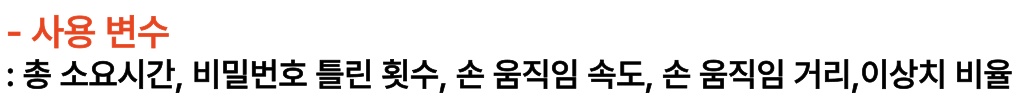 - 사용 변수
: 총 소요시간, 비밀번호 틀린 횟수, 손 움직임 속도, 손 움직임 거리,이상치 비율